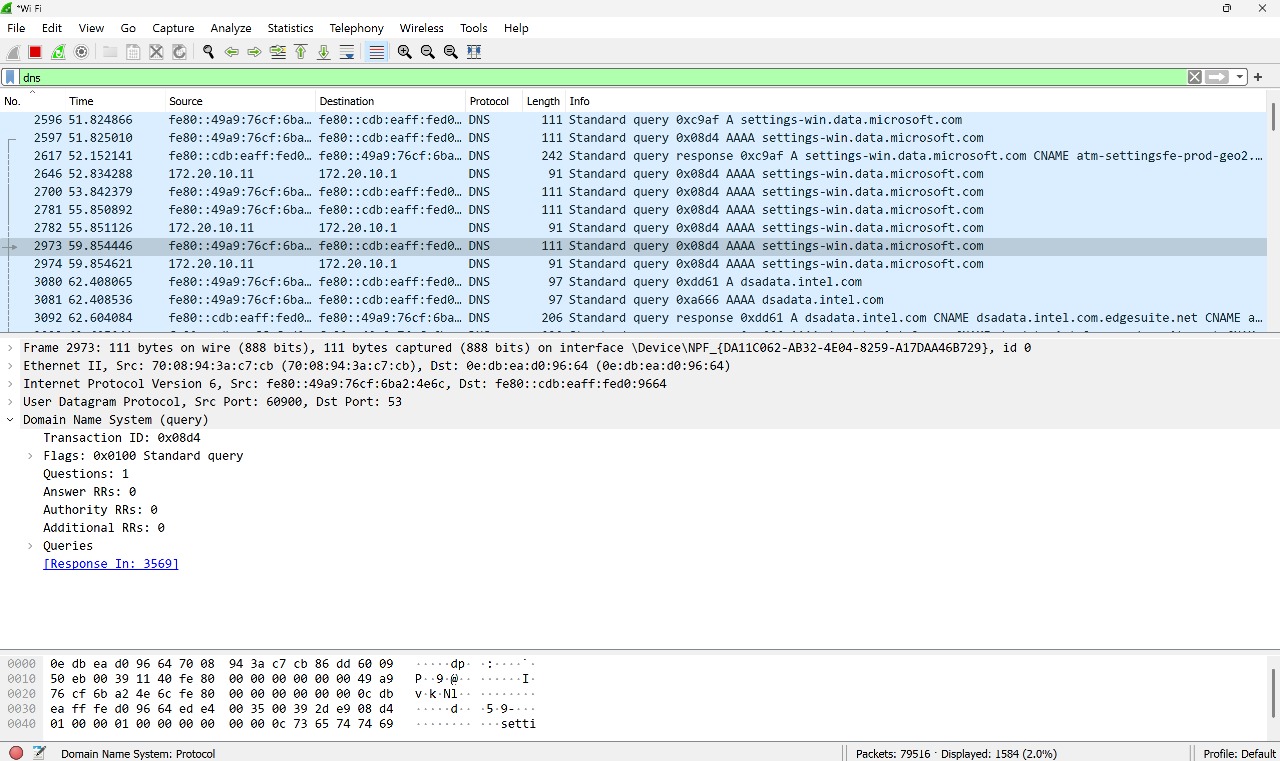 *Wi Fi
File Edit View Go Capture Analyze Statistics Telephony Wireless Tools Help
dns
No. Time Source Destination Protocol Length Info
2596 51.824866 fe80::49a9:76cf:6ba… fe80::cdb:eaff:fed0… DNS 111 Standard query 0xc9af A settings-win.data.microsoft.com
2597 51.825010 fe80::49a9:76cf:6ba… fe80::cdb:eaff:fed0… DNS 111 Standard query 0x08d4 AAAA settings-win.data.microsoft.com
2617 52.152141 fe80::cdb:eaff:fed0… fe80::49a9:76cf:6ba… DNS 242 Standard query response 0xc9af A settings-win.data.microsoft.com CNAME atm-settingsfe-prod-geo2.…
2646 52.834288 172.20.10.11 172.20.10.1 DNS 91 Standard query 0x08d4 AAAA settings-win.data.microsoft.com
2700 53.842379 fe80::49a9:76cf:6ba… fe80::cdb:eaff:fed0… DNS 111 Standard query 0x08d4 AAAA settings-win.data.microsoft.com
2781 55.850892 fe80::49a9:76cf:6ba… fe80::cdb:eaff:fed0… DNS 111 Standard query 0x08d4 AAAA settings-win.data.microsoft.com
2782 55.851126 172.20.10.11 172.20.10.1 DNS 91 Standard query 0x08d4 AAAA settings-win.data.microsoft.com
2973 59.854446 fe80::49a9:76cf:6ba… fe80::cdb:eaff:fed0… DNS 111 Standard query 0x08d4 AAAA settings-win.data.microsoft.com
2974 59.854621 172.20.10.11 172.20.10.1 DNS 91 Standard query 0x08d4 AAAA settings-win.data.microsoft.com
3080 62.408065 fe80::49a9:76cf:6ba… fe80::cdb:eaff:fed0… DNS 97 Standard query 0xdd61 A dsadata.intel.com
3081 62.408536 fe80::49a9:76cf:6ba… fe80::cdb:eaff:fed0… DNS 97 Standard query 0xa666 AAAA dsadata.intel.com
3092 62.604084 fe80::cdb:eaff:fed0… fe80::49a9:76cf:6ba… DNS 206 Standard query response 0xdd61 A dsadata.intel.com CNAME dsadata.intel.com.edgesuite.net CNAME a…
Frame 2973: 111 bytes on wire (888 bits), 111 bytes captured (888 bits) on interface \Device\NPF_{DA11C062-AB32-4E04-8259-A17DAA46B729}, id 0
Ethernet II, Src: 70:08:94:3a:c7:cb (70:08:94:3a:c7:cb), Dst: 0e:db:ea:d0:96:64 (0e:db:ea:d0:96:64)
Internet Protocol Version 6, Src: fe80::49a9:76cf:6ba2:4e6c, Dst: fe80::cdb:eaff:fed0:9664
User Datagram Protocol, Src Port: 60900, Dst Port: 53
Domain Name System (query)
Transaction ID: 0x08d4
Flags: 0x0100 Standard query
Questions: 1
Answer RRs: 0
Authority RRs: 0
Additional RRs: 0
Queries
[Response In: 3569]
0000 0e db ea d0 96 64 70 08 94 3a c7 cb 86 dd 60 09 ·····dp· ·:····`·
0010 50 eb 00 39 11 40 fe 80 00 00 00 00 00 00 49 a9 P··9·@·· ······I·
0020 76 cf 6b a2 4e 6c fe 80 00 00 00 00 00 00 0c db v·k·Nl·· ········
0030 ea ff fe d0 96 64 ed e4 00 35 00 39 2d e9 08 d4 ·····d·· ·5·9-···
0040 01 00 00 01 00 00 00 00 00 00 0c 73 65 74 74 69 ········ ···setti
Domain Name System: Protocol
Packets: 79516 · Displayed: 1584 (2.0%)
Profile: Default